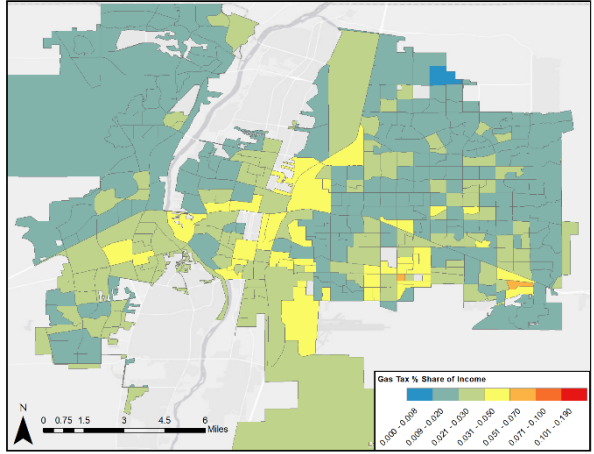 Gas Tax % Share of Income
0.000 - 0.008
0.009 - 0.020
0.021 - 0.030
0.031 - 0.050
0.051 - 0.070
0.071 - 0.100
0.101 - 0.190
N
0 0.75 1.5 3 4.5 6
Miles